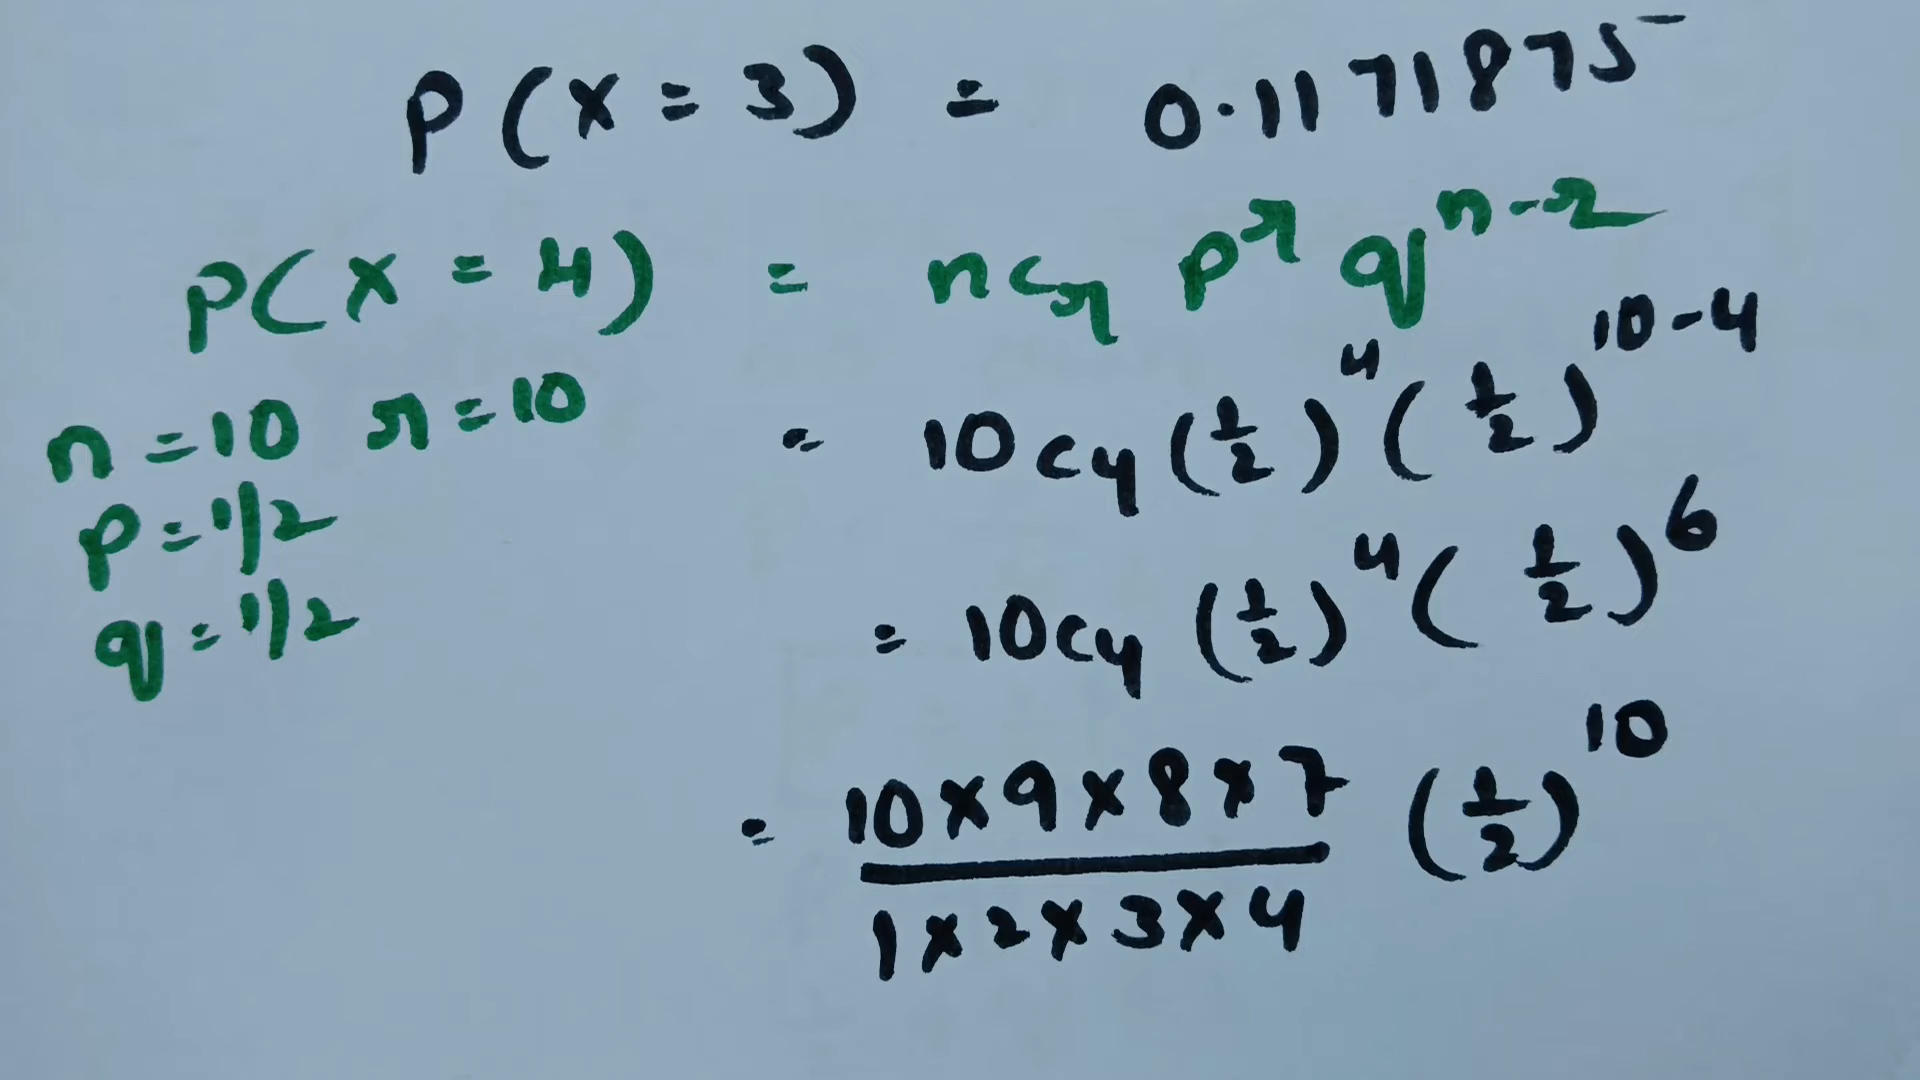 P(x=3) = 0.1171875
P(x=4) = ncr p^r q^n-r
n=10 r=10
= 10c4 (1/2)^4 (1/2)^10-4
p=1/2
q=1/2
= 10c4 (1/2)^4 (1/2)^6
= 10×9×8×7 / 1×2×3×4 (1/2)^10